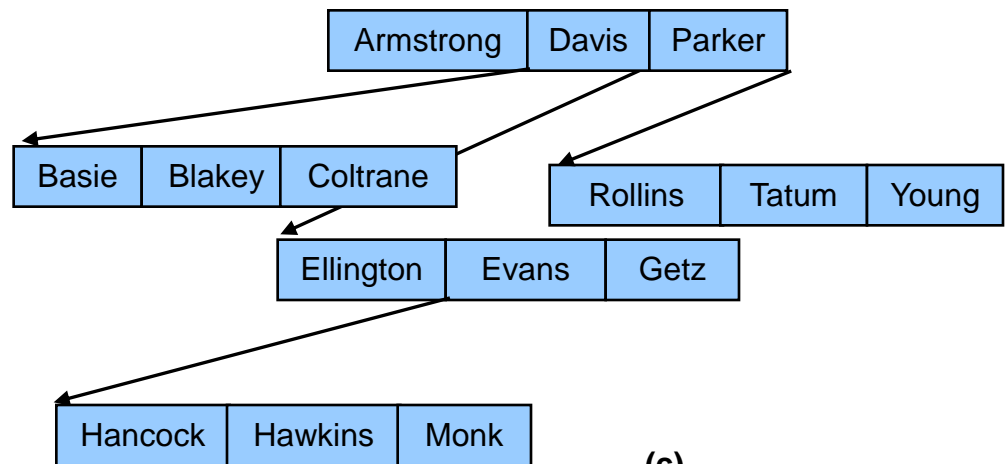 Armstrong Davis Parker
Basie Blakey Coltrane
Rollins Tatum Young
Ellington Evans Getz
Hancock Hawkins Monk
(c)